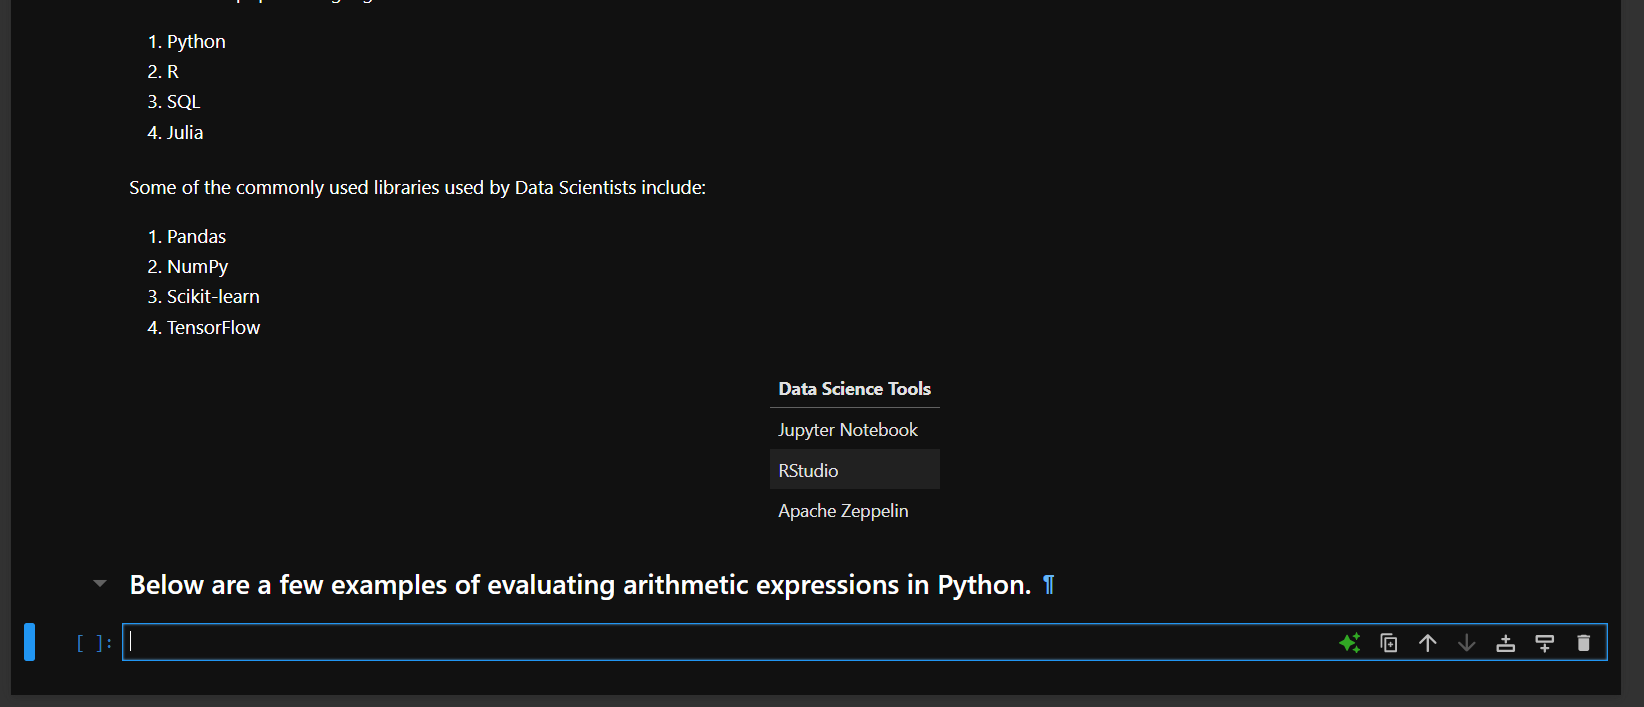 1. Python
2. R
3. SQL
4. Julia
Some of the commonly used libraries used by Data Scientists include:
1. Pandas
2. NumPy
3. Scikit-learn
4. TensorFlow
Data Science Tools
Jupyter Notebook
RStudio
Apache Zeppelin
Below are a few examples of evaluating arithmetic expressions in Python. ¶
[ ]: